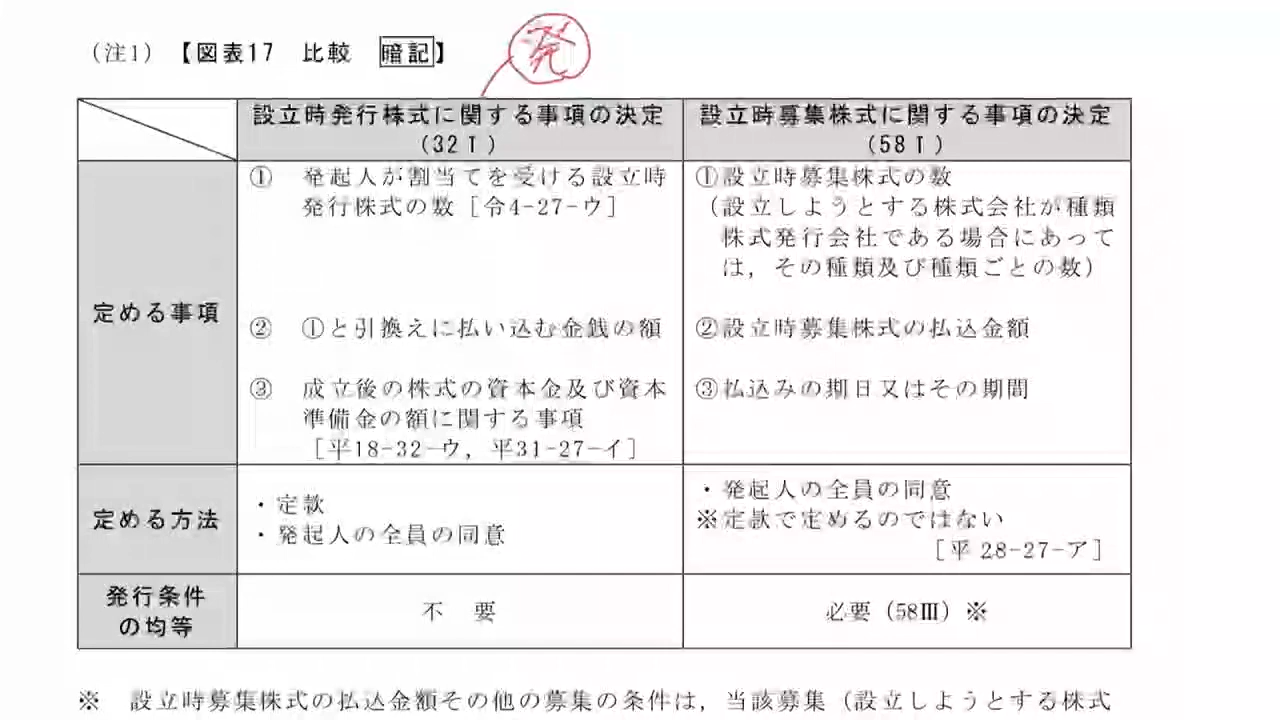 （注1）【図表17　比較　暗記】
発
設立時発行株式に関する事項の決定
（32Ⅰ）
設立時募集株式に関する事項の決定
（58Ⅰ）
定める事項
①　発起人が割当てを受ける設立時
発行株式の数［令4-27-ウ］
②　①と引換えに払い込む金銭の額
③　成立後の株式の資本金及び資本
準備金の額に関する事項
［平18-32-ウ，平31-27-イ］
①設立時募集株式の数
（設立しようとする株式会社が種類
株式発行会社である場合にあって
は，その種類及び種類ごとの数）
②設立時募集株式の払込金額
③払込みの期日又はその期間
定める方法
・定款
・発起人の全員の同意
・発起人の全員の同意
※定款で定めるのではない
［平 28-27-ア］
発行条件
の均等
不　要
必要（58Ⅲ）※
※　設立時募集株式の払込金額その他の募集の条件は，当該募集（設立しようとする株式